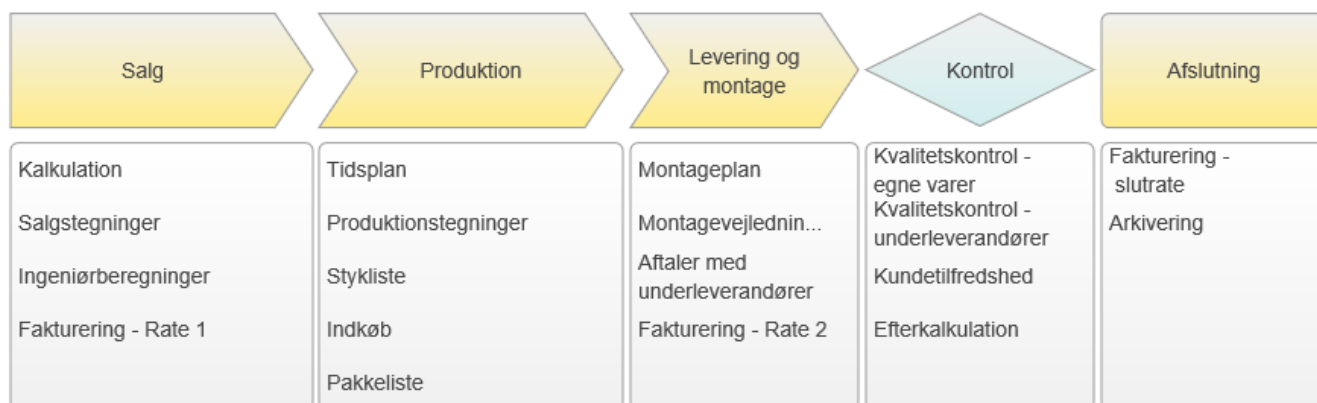 Salg
Produktion
Levering og
montage
Kontrol
Afslutning
Kalkulation
Salgstegninger
Ingeniørberegninger
Fakturering - Rate 1
Tidsplan
Produktionstegninger
Stykliste
Indkøb
Pakkeliste
Montageplan
Montagevejlednin...
Aftaler med
underleverandører
Fakturering - Rate 2
Kvalitetskontrol -
egne varer
Kvalitetskontrol -
underleverandører
Kundetilfredshed
Efterkalkulation
Fakturering -
slutrate
Arkivering